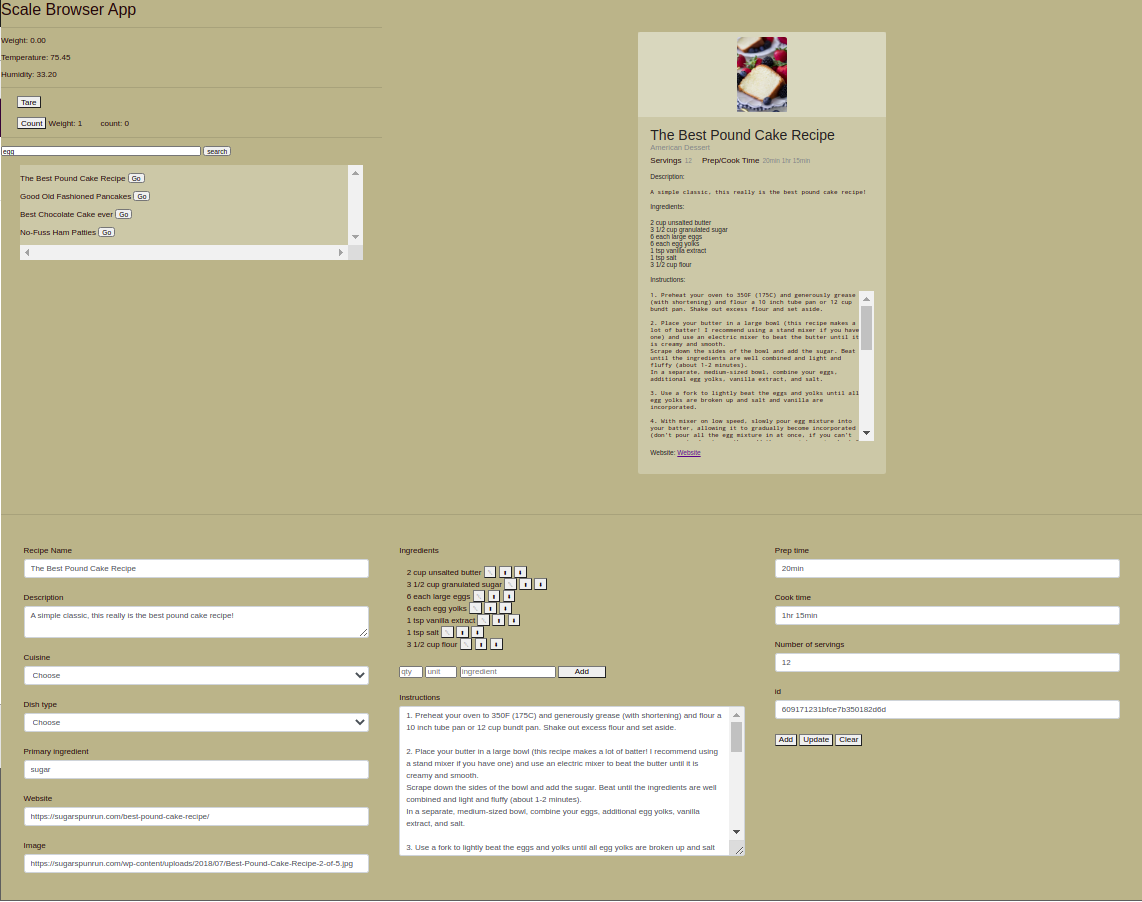 Scale Browser App
Weight: 0.00
Temperature: 75.45
Humidity: 33.20
Tare
Count Weight: 1 count: 0
egg search
The Best Pound Cake Recipe Go
Good Old Fashioned Pancakes Go
Best Chocolate Cake ever Go
No-Fuss Ham Patties Go
The Best Pound Cake Recipe
American Dessert
Servings 12 Prep/Cook Time 20min 1hr 15min
Description:
A simple classic, this really is the best pound cake recipe!
Ingredients:
2 cup unsalted butter
3 1/2 cup granulated sugar
6 each large eggs
6 each egg yolks
1 tsp vanilla extract
1 tsp salt
3 1/2 cup flour
Instructions:
1. Preheat your oven to 350F (175C) and generously grease
(with shortening) and flour a 10 inch tube pan or 12 cup
bundt pan. Shake out excess flour and set aside.
2. Place your butter in a large bowl (this recipe makes a
lot of batter! I recommend using a stand mixer if you have
one) and use an electric mixer to beat the butter until it
is creamy and smooth.
Scrape down the sides of the bowl and add the sugar. Beat
until the ingredients are well combined and light and
fluffy (about 1-2 minutes).
In a separate, medium-sized bowl, combine your eggs,
additional egg yolks, vanilla extract, and salt.
3. Use a fork to lightly beat the eggs and yolks until all
egg yolks are broken up and salt and vanilla are
incorporated.
4. With mixer on low speed, slowly pour egg mixture into
your batter, allowing it to gradually become incorporated
(don't pour all the egg mixture in at once, if you can't
Website: Website
Recipe Name
The Best Pound Cake Recipe
Description
A simple classic, this really is the best pound cake recipe!
Cuisine
Choose
Dish type
Choose
Primary ingredient
sugar
Website
https://sugarspunrun.com/best-pound-cake-recipe/
Image
https://sugarspunrun.com/wp-content/uploads/2018/07/Best-Pound-Cake-Recipe-2-of-5.jpg
Ingredients
2 cup unsalted butter
3 1/2 cup granulated sugar
6 each large eggs
6 each egg yolks
1 tsp vanilla extract
1 tsp salt
3 1/2 cup flour
qty unit ingredient Add
Instructions
1. Preheat your oven to 350F (175C) and generously grease (with shortening) and flour a
10 inch tube pan or 12 cup bundt pan. Shake out excess flour and set aside.
2. Place your butter in a large bowl (this recipe makes a lot of batter! I recommend using
a stand mixer if you have one) and use an electric mixer to beat the butter until it is
creamy and smooth.
Scrape down the sides of the bowl and add the sugar. Beat until the ingredients are well
combined and light and fluffy (about 1-2 minutes).
In a separate, medium-sized bowl, combine your eggs, additional egg yolks, vanilla
extract, and salt.
3. Use a fork to lightly beat the eggs and yolks until all egg yolks are broken up and salt
Prep time
20min
Cook time
1hr 15min
Number of servings
12
id
609171231bfce7b350182d6d
Add Update Clear